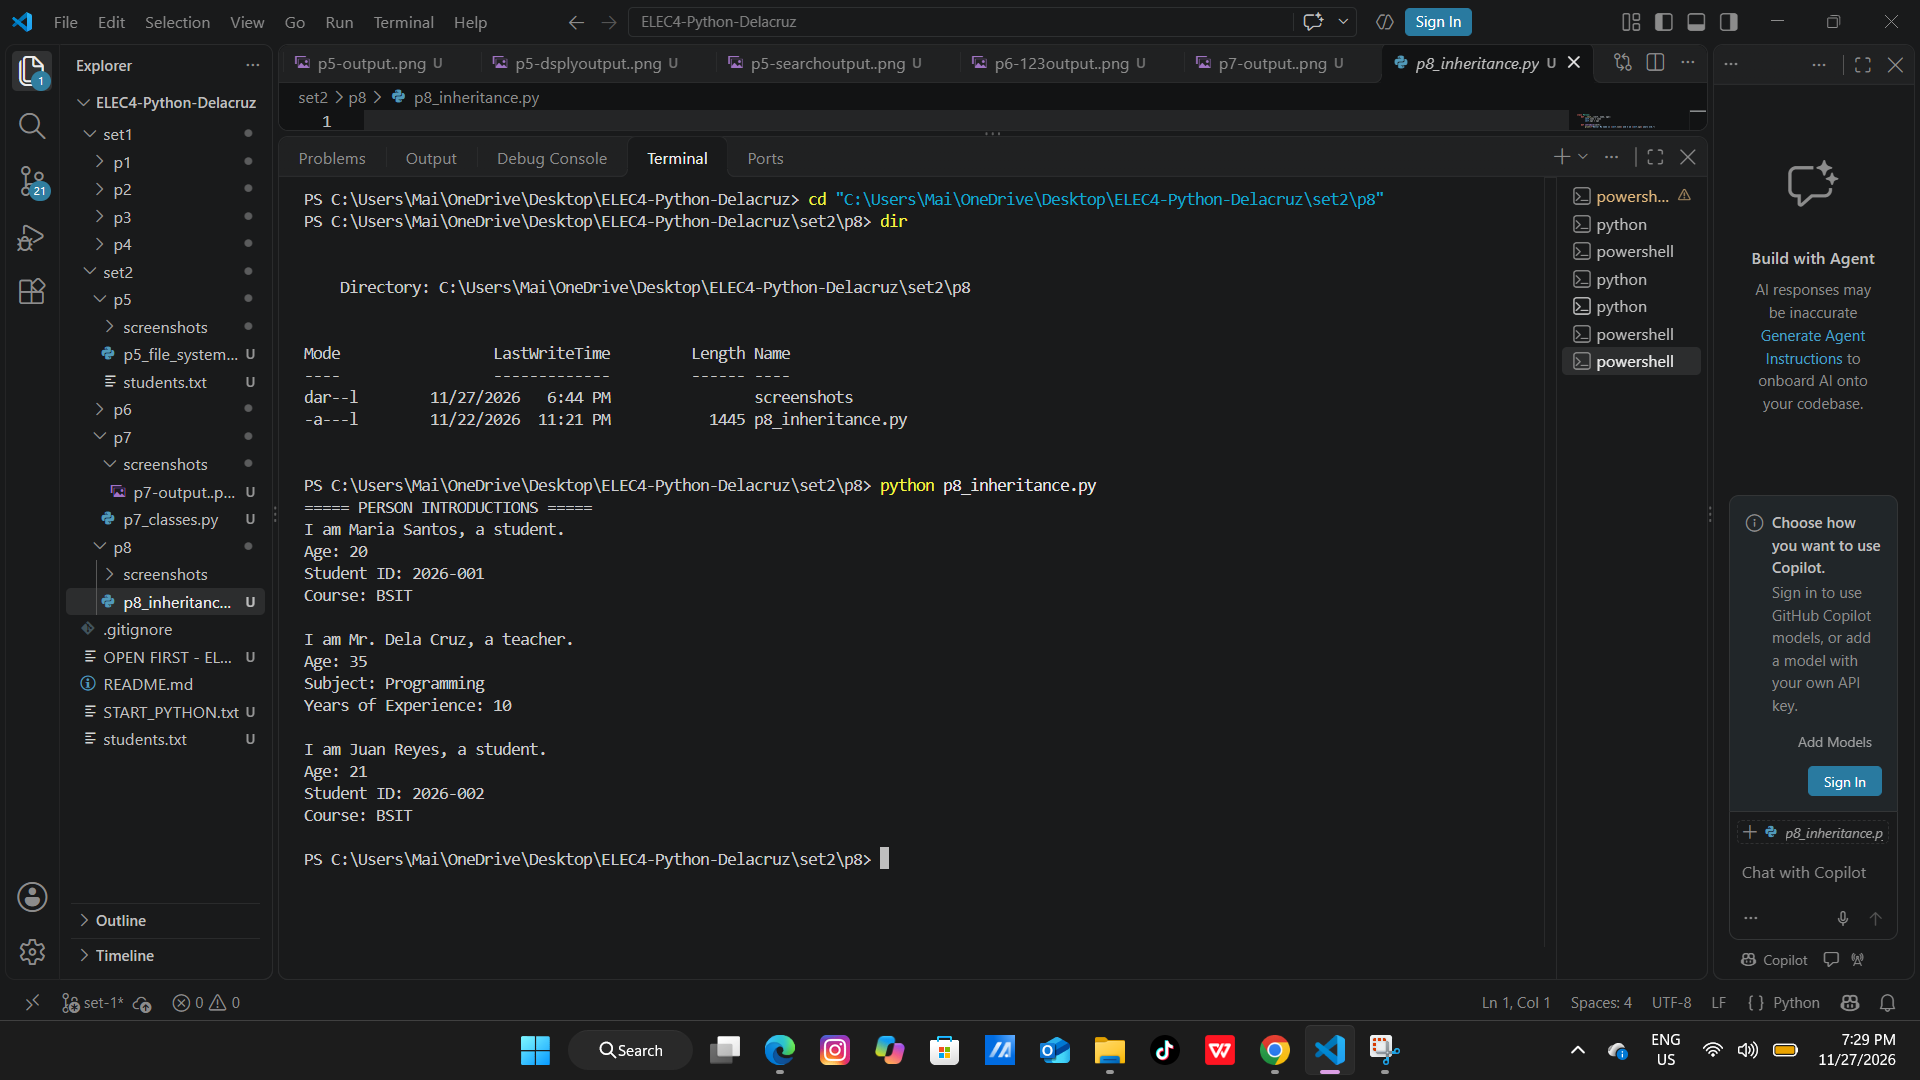 File Edit Selection View Go Run Terminal Help
ELEC4-Python-Delacruz
Sign In
Explorer
ELEC4-Python-Delacruz
set1
p1
p2
p3
p4
set2
p5
screenshots
p5_file_system... U
students.txt U
p6
p7
screenshots
p7-output..p... U
p7_classes.py U
p8
screenshots
p8_inheritanc... U
.gitignore
OPEN FIRST - EL... U
README.md
START_PYTHON.txt U
students.txt U
Outline
Timeline
1
21
p5-output..png U
p5-dsplyoutput..png U
p5-searchoutput..png U
p6-123output..png U
p7-output..png U
p8_inheritance.py U
set2 > p8 > p8_inheritance.py
1
Problems Output Debug Console Terminal Ports
PS C:\Users\Mai\OneDrive\Desktop\ELEC4-Python-Delacruz> cd "C:\Users\Mai\OneDrive\Desktop\ELEC4-Python-Delacruz\set2\p8"
PS C:\Users\Mai\OneDrive\Desktop\ELEC4-Python-Delacruz\set2\p8> dir
Directory: C:\Users\Mai\OneDrive\Desktop\ELEC4-Python-Delacruz\set2\p8
Mode LastWriteTime Length Name
---- ------------- ------ ----
dar--l 11/27/2026 6:44 PM screenshots
-a---l 11/22/2026 11:21 PM 1445 p8_inheritance.py
PS C:\Users\Mai\OneDrive\Desktop\ELEC4-Python-Delacruz\set2\p8> python p8_inheritance.py
===== PERSON INTRODUCTIONS =====
I am Maria Santos, a student.
Age: 20
Student ID: 2026-001
Course: BSIT
I am Mr. Dela Cruz, a teacher.
Age: 35
Subject: Programming
Years of Experience: 10
I am Juan Reyes, a student.
Age: 21
Student ID: 2026-002
Course: BSIT
PS C:\Users\Mai\OneDrive\Desktop\ELEC4-Python-Delacruz\set2\p8>
powersh...
python
powershell
python
python
powershell
powershell
Build with Agent
AI responses may
be inaccurate
Generate Agent
Instructions to
onboard AI onto
your codebase.
Choose how
you want to use
Copilot.
Sign in to use
GitHub Copilot
models, or add
a model with
your own API
key.
Add Models
Sign In
p8_inheritance.p
Chat with Copilot
Copilot
set-1* 0 0
Ln 1, Col 1 Spaces: 4 UTF-8 LF { } Python
Search
ENG
US
7:29 PM
11/27/2026